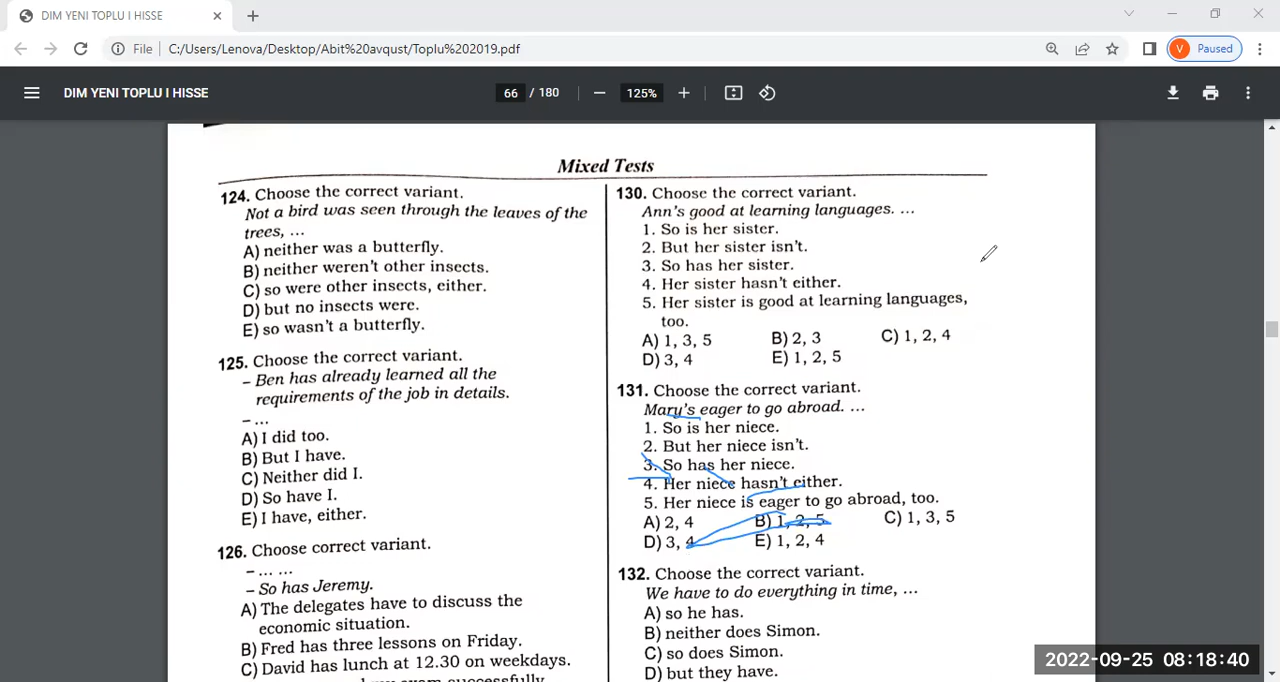 DIM YENI TOPLU I HISSE
File
C:/Users/Lenova/Desktop/Abit%20avqust/Toplu%202019.pdf
V Paused
DIM YENI TOPLU I HISSE
66 / 180
125%
Mixed Tests
124. Choose the correct variant.
Not a bird was seen through the leaves of the
trees, ...
A) neither was a butterfly.
B) neither weren't other insects.
C) so were other insects, either.
D) but no insects were.
E) so wasn't a butterfly.
125. Choose the correct variant.
– Ben has already learned all the
requirements of the job in details.
– ...
A) I did too.
B) But I have.
C) Neither did I.
D) So have I.
E) I have, either.
126. Choose correct variant.
– ... ...
– So has Jeremy.
A) The delegates have to discuss the
economic situation.
B) Fred has three lessons on Friday.
C) David has lunch at 12.30 on weekdays.
exam successfully
130. Choose the correct variant.
Ann's good at learning languages. ...
1. So is her sister.
2. But her sister isn't.
3. So has her sister.
4. Her sister hasn't either.
5. Her sister is good at learning languages,
too.
A) 1, 3, 5 B) 2, 3 C) 1, 2, 4
D) 3, 4 E) 1, 2, 5
131. Choose the correct variant.
Mary's eager to go abroad. ...
1. So is her niece.
2. But her niece isn't.
3. So has her niece.
4. Her niece hasn't either.
5. Her niece is eager to go abroad, too.
A) 2, 4 B) 1, 2, 5 C) 1, 3, 5
D) 3, 4 E) 1, 2, 4
132. Choose the correct variant.
We have to do everything in time, ...
A) so he has.
B) neither does Simon.
C) so does Simon.
D) but they have.
2022-09-25 08:18:40